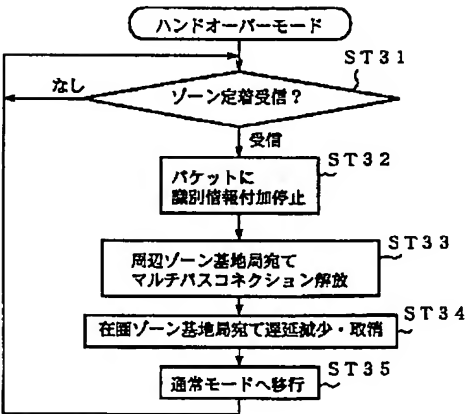 ハンドオーバーモード
ST31
なし
ゾーン定着受信？
受信
ST32
パケットに
識別情報付加停止
ST33
周辺ゾーン基地局宛て
マルチパスコネクション解放
ST34
在圏ゾーン基地局宛て遅延減少・取消
ST35
通常モードへ移行